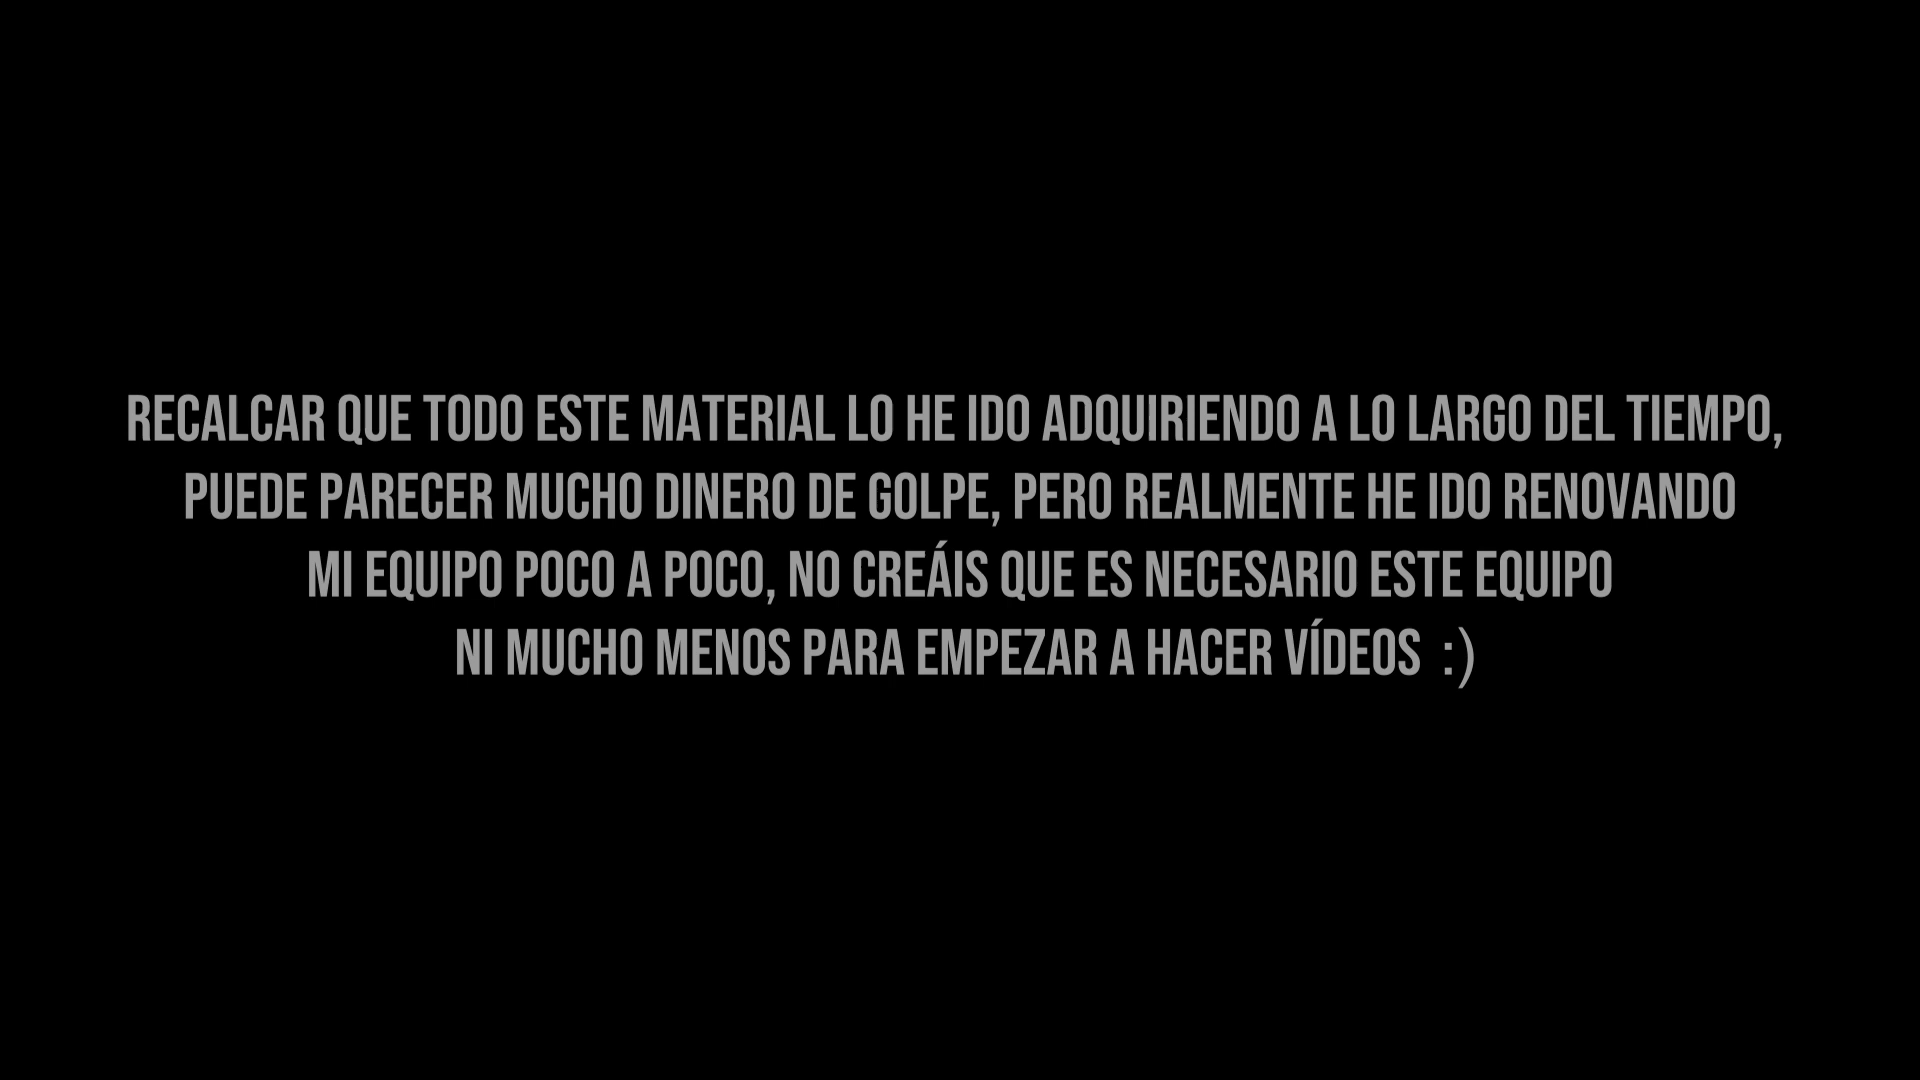 RECALCAR QUE TODO ESTE MATERIAL LO HE IDO ADQUIRIENDO A LO LARGO DEL TIEMPO,
PUEDE PARECER MUCHO DINERO DE GOLPE, PERO REALMENTE HE IDO RENOVANDO
MI EQUIPO POCO A POCO, NO CREÁIS QUE ES NECESARIO ESTE EQUIPO
NI MUCHO MENOS PARA EMPEZAR A HACER VÍDEOS :)